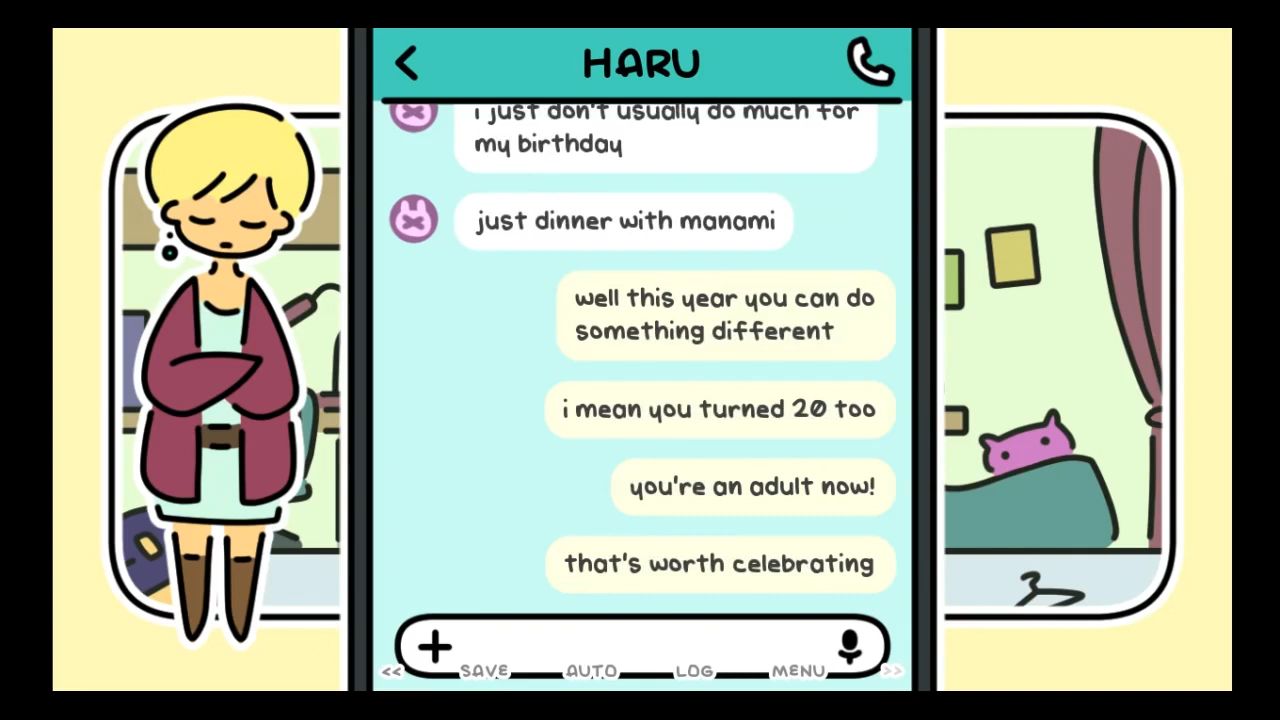 HARU
i just don't usually do much for
my birthday
just dinner with manami
well this year you can do
something different
i mean you turned 20 too
you're an adult now!
that's worth celebrating
<< SAVE AUTO LOG MENU >>